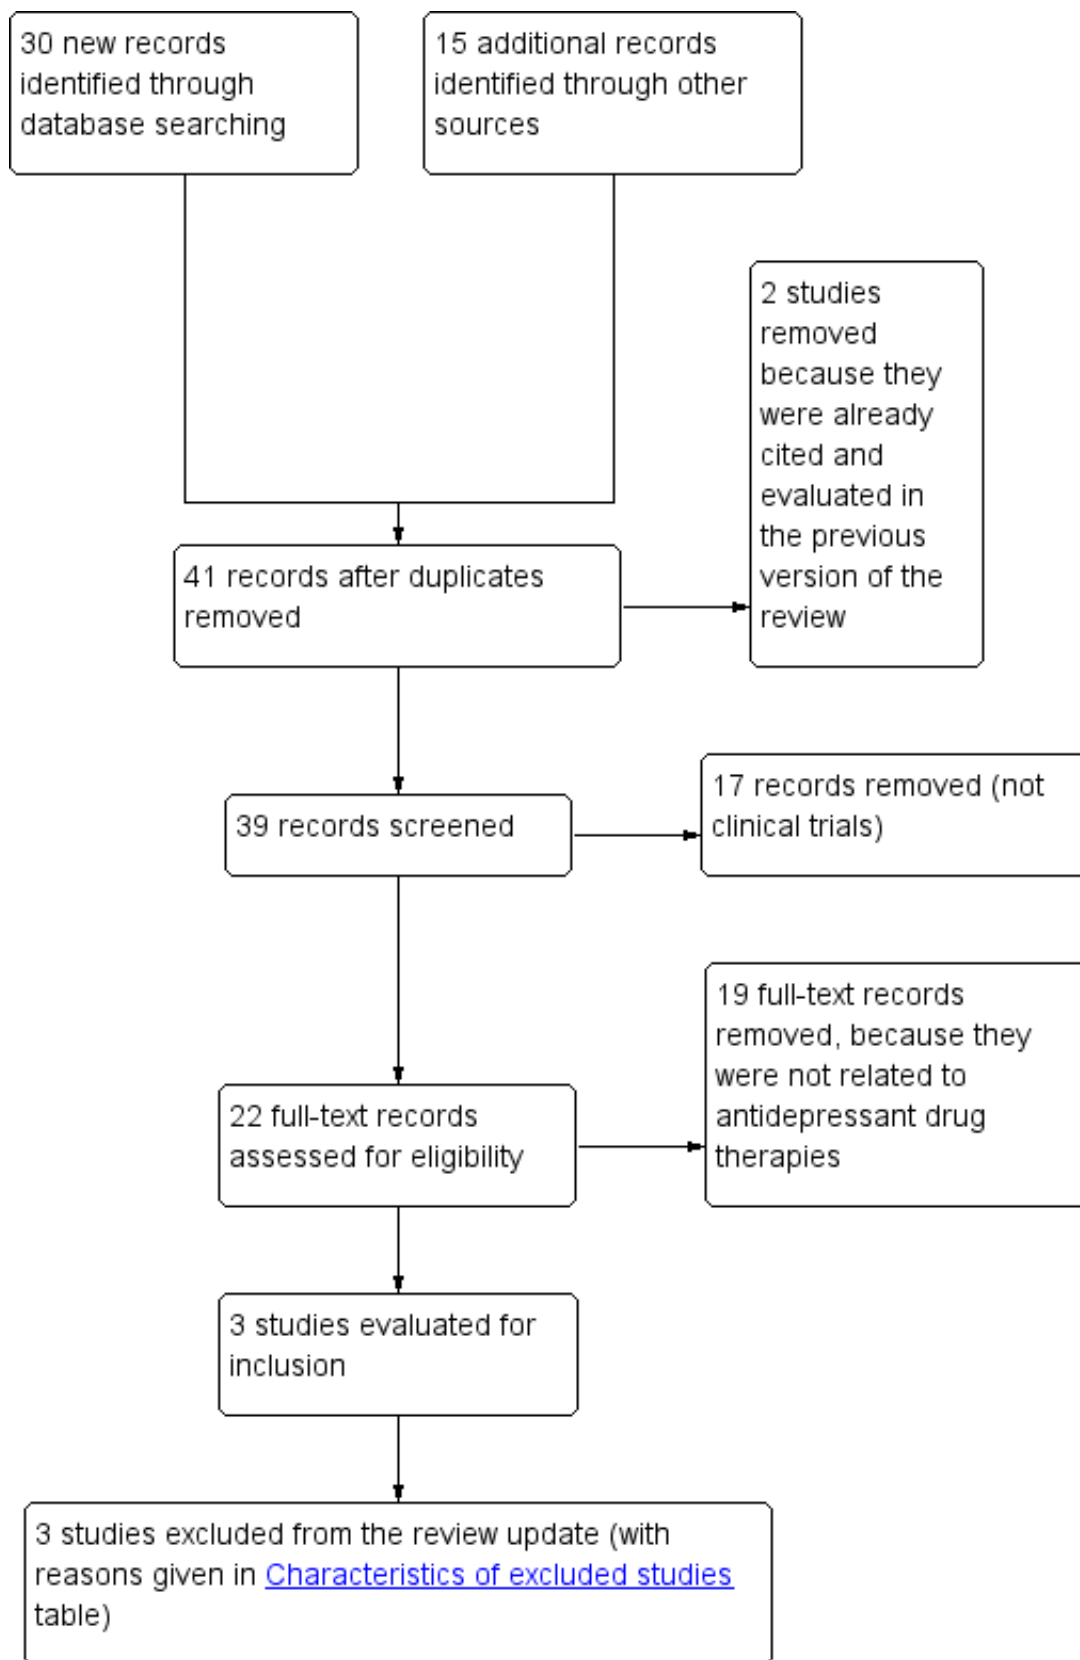 30 new records
identified through
database searching
15 additional records
identified through other
sources
2 studies
removed
because they
were already
cited and
evaluated in
the previous
version of the
review
41 records after duplicates
removed
17 records removed (not
clinical trials)
39 records screened
19 full-text records
removed, because they
were not related to
antidepressant drug
therapies
22 full-text records
assessed for eligibility
3 studies evaluated for
inclusion
3 studies excluded from the review update (with
reasons given in Characteristics of excluded studies
table)